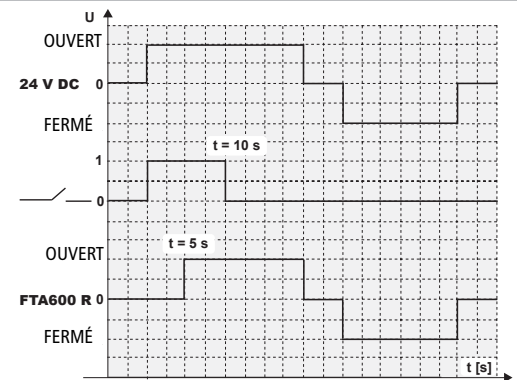 U
OUVERT
24 V DC 0
FERMÉ
t = 10 s
1
0
t = 5 s
OUVERT
FTA600 R 0
FERMÉ
t [s]